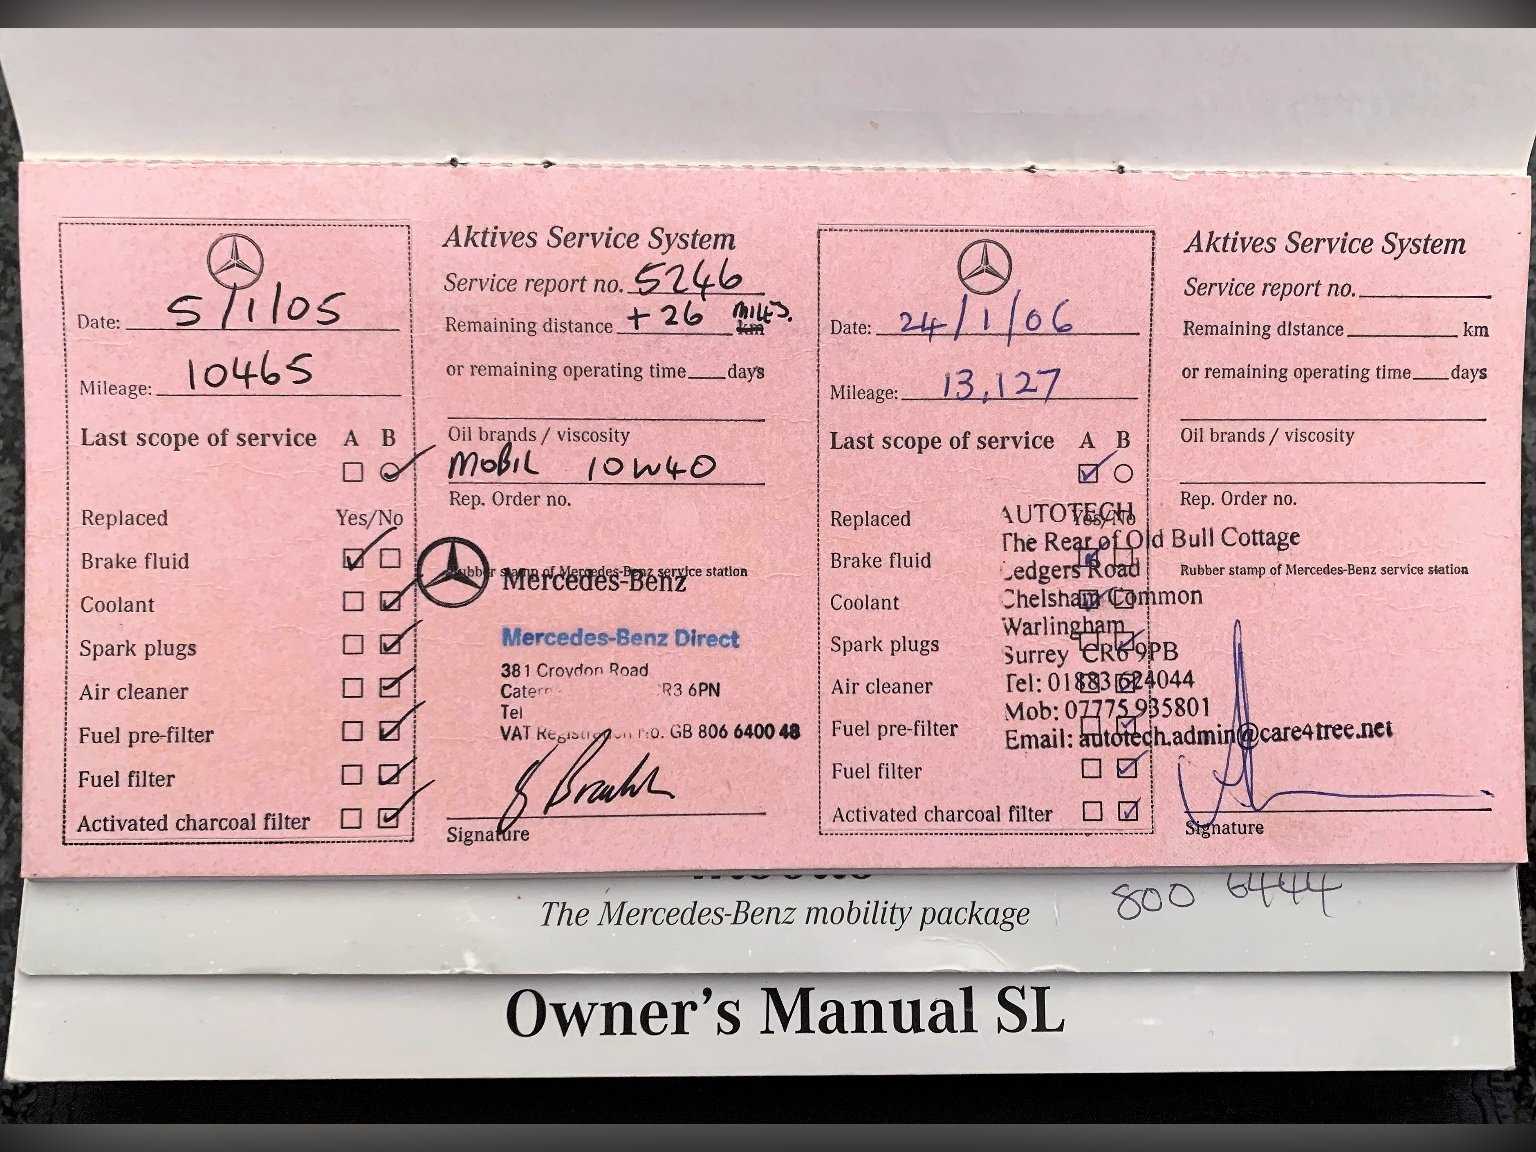 Date: 5/1/05
Mileage: 10465
Last scope of service A B
Replaced Yes/No
Brake fluid
Coolant
Spark plugs
Air cleaner
Fuel pre-filter
Fuel filter
Activated charcoal filter
Aktives Service System
Service report no. 5246
Remaining distance +26 MILES. km
or remaining operating time days
Oil brands / viscosity
MOBIL 10W40
Rep. Order no.
Rubber stamp of Mercedes-Benz service station
Mercedes-Benz
Mercedes-Benz Direct
381 Croydon Road
R3 6PN
Tel
VAT No. GB 806 6400 48
Signature
Date: 24/1/06
Mileage: 13,127
Last scope of service A B
Replaced Yes/No
Brake fluid
Coolant
Spark plugs
Air cleaner
Fuel pre-filter
Fuel filter
Activated charcoal filter
AUTOTECH
The Rear of Old Bull Cottage
Ledgers Road
Chelsham Common
Warlingham
Surrey CR6 9PB
Tel: 01883 624044
Mob: 07775 935801
Email: autotech.admin@care4free.net
Aktives Service System
Service report no.
Remaining distance km
or remaining operating time days
Oil brands / viscosity
Rep. Order no.
Rubber stamp of Mercedes-Benz service station
Signature
The Mercedes-Benz mobility package
800 6444
Owner's Manual SL